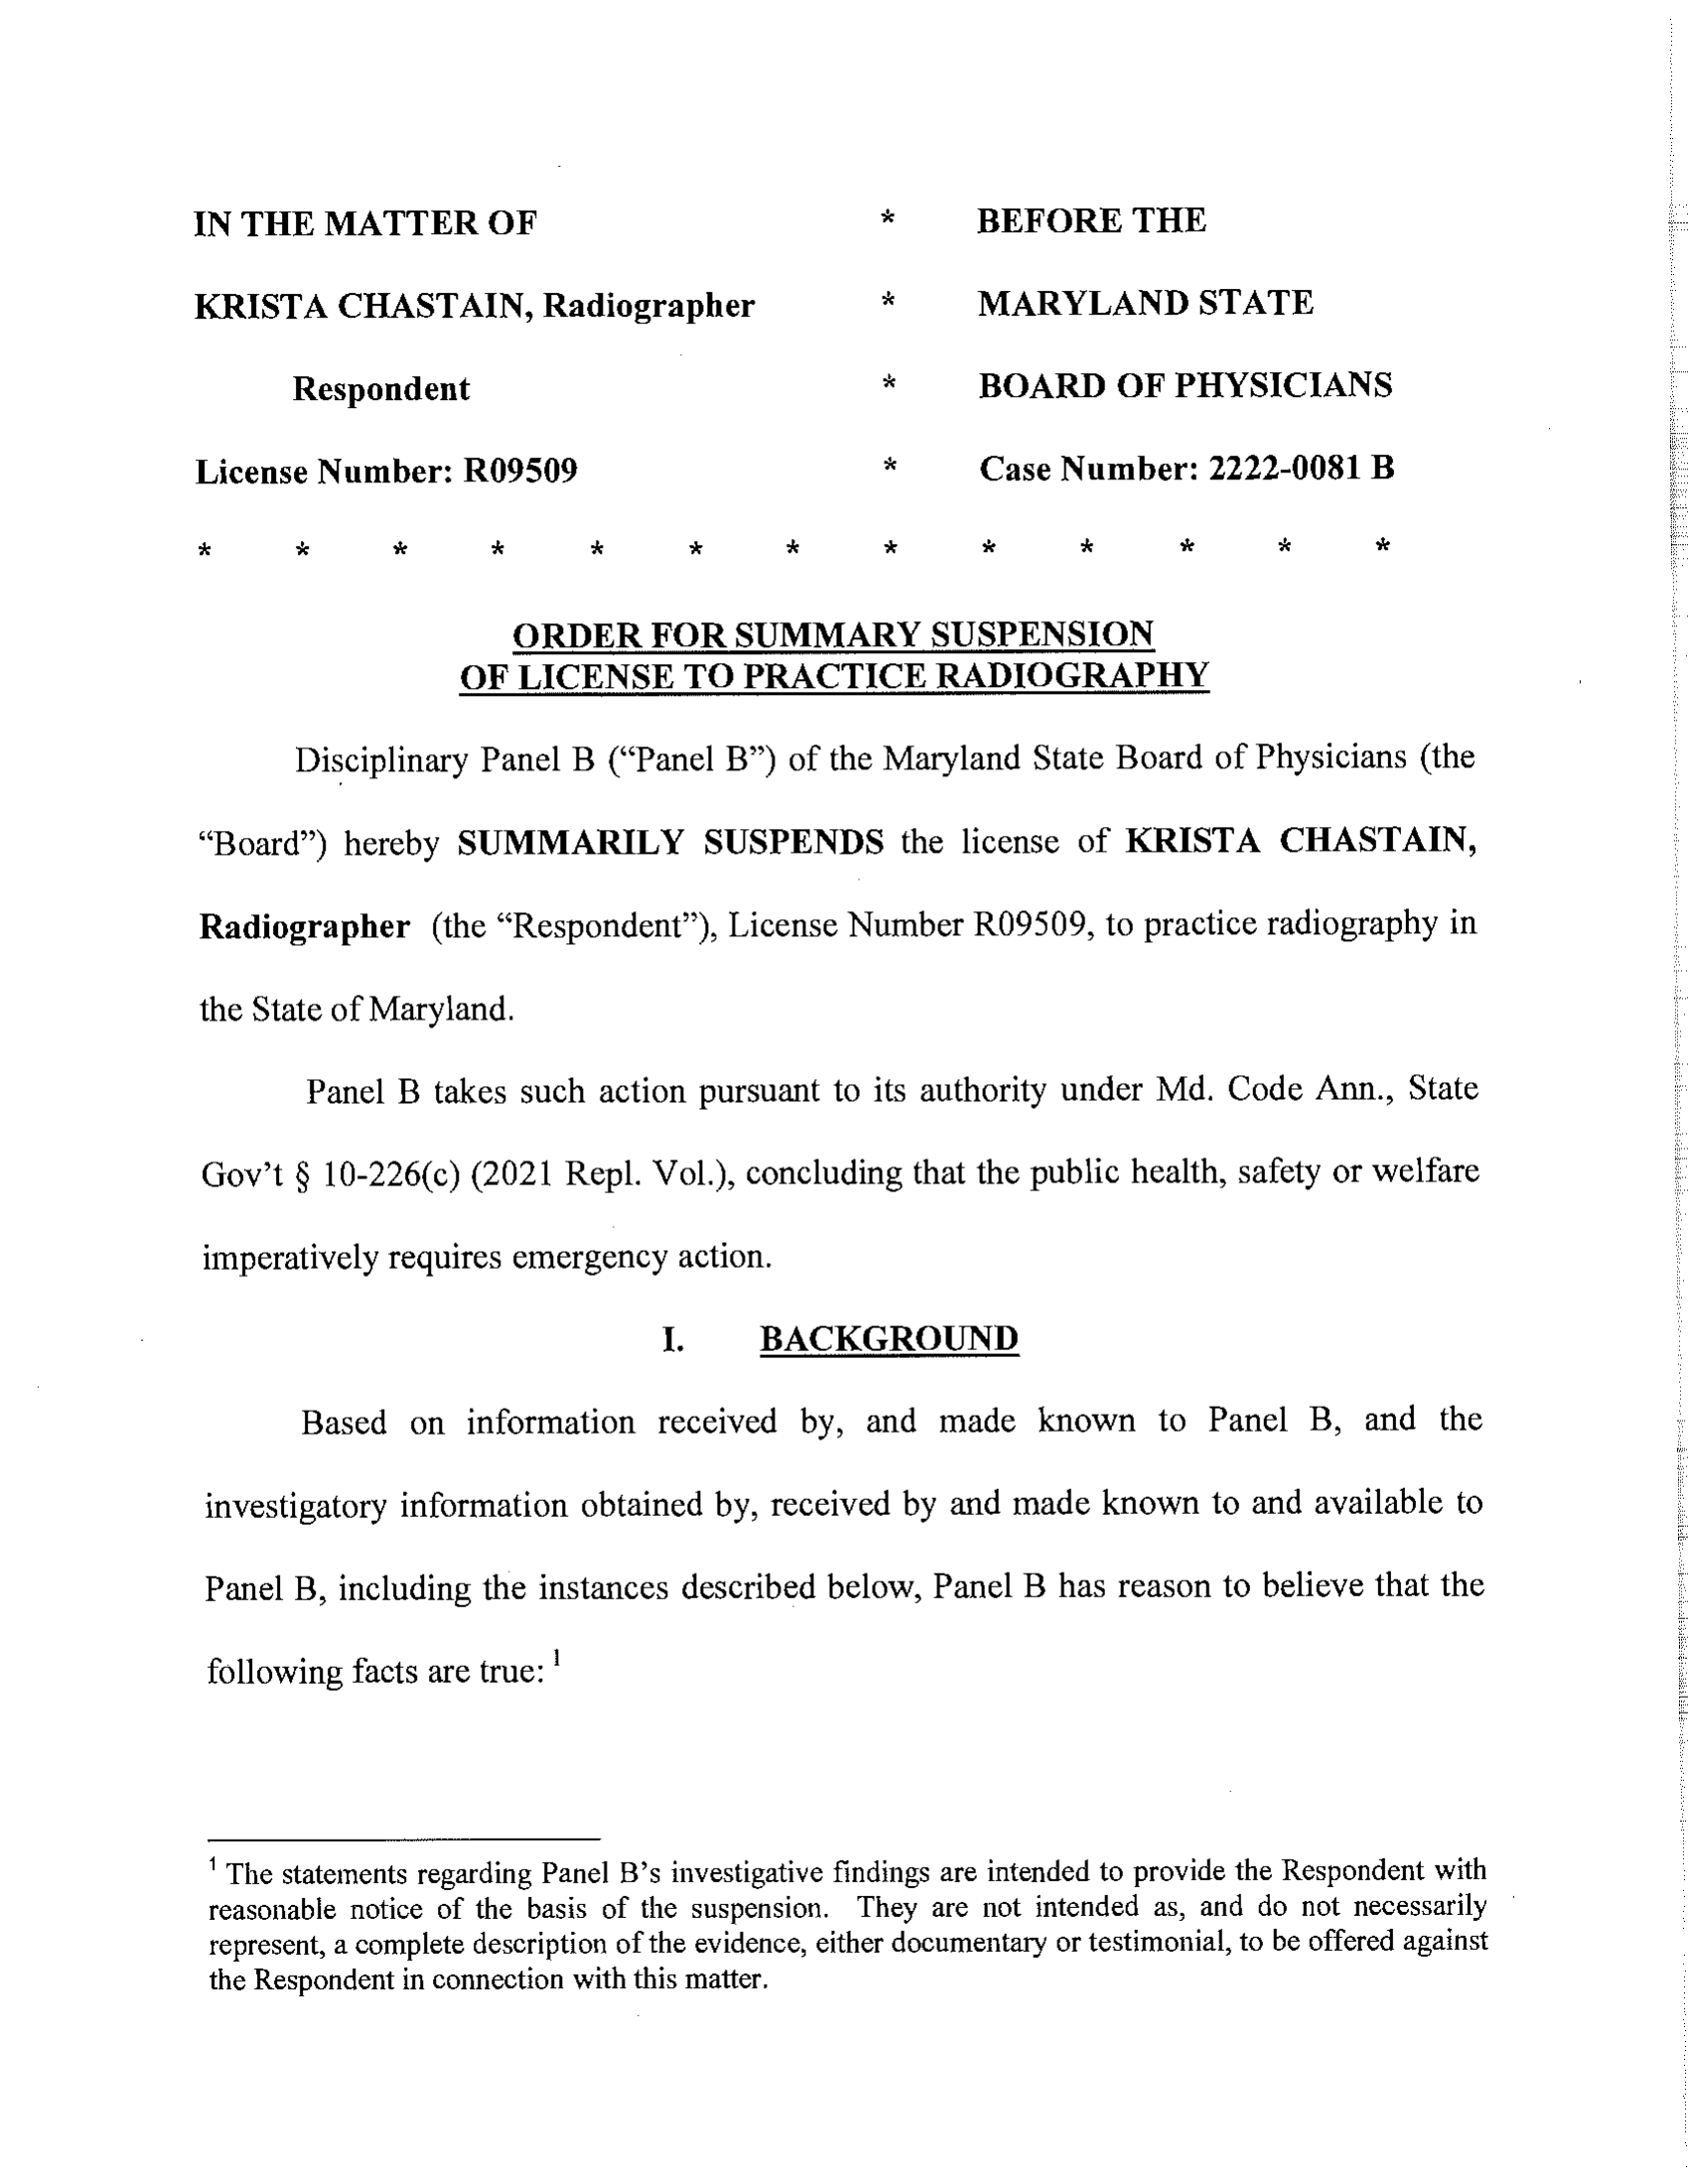 IN THE MATTER OF * BEFORE THE
KRISTA CHASTAIN, Radiographer * MARYLAND STATE
Respondent * BOARD OF PHYSICIANS
License Number: R09509 * Case Number: 2222-0081 B
* * * * * * * * * * * * *
ORDER FOR SUMMARY SUSPENSION
OF LICENSE TO PRACTICE RADIOGRAPHY
Disciplinary Panel B (“Panel B”) of the Maryland State Board of Physicians (the
“Board”) hereby SUMMARILY SUSPENDS the license of KRISTA CHASTAIN,
Radiographer (the “Respondent”), License Number R09509, to practice radiography in
the State of Maryland.
Panel B takes such action pursuant to its authority under Md. Code Ann., State
Gov’t § 10-226(c) (2021 Repl. Vol.), concluding that the public health, safety or welfare
imperatively requires emergency action.
I. BACKGROUND
Based on information received by, and made known to Panel B, and the
investigatory information obtained by, received by and made known to and available to
Panel B, including the instances described below, Panel B has reason to believe that the
following facts are true: 1
1 The statements regarding Panel B’s investigative findings are intended to provide the Respondent with
reasonable notice of the basis of the suspension. They are not intended as, and do not necessarily
represent, a complete description of the evidence, either documentary or testimonial, to be offered against
the Respondent in connection with this matter.